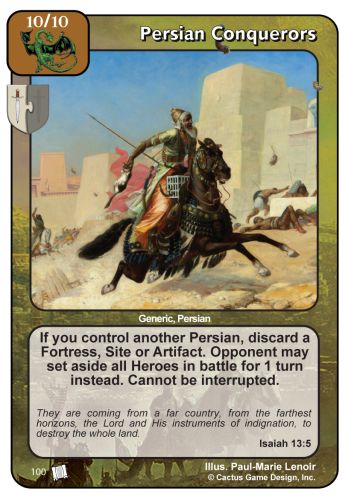 10/10
Persian Conquerors
Generic, Persian
If you control another Persian, discard a
Fortress, Site or Artifact. Opponent may
set aside all Heroes in battle for 1 turn
instead. Cannot be interrupted.
They are coming from a far country, from the farthest
horizons, the Lord and His instruments of indignation, to
destroy the whole land.
Isaiah 13:5
Illus. Paul-Marie Lenoir
100
© Cactus Game Design, Inc.